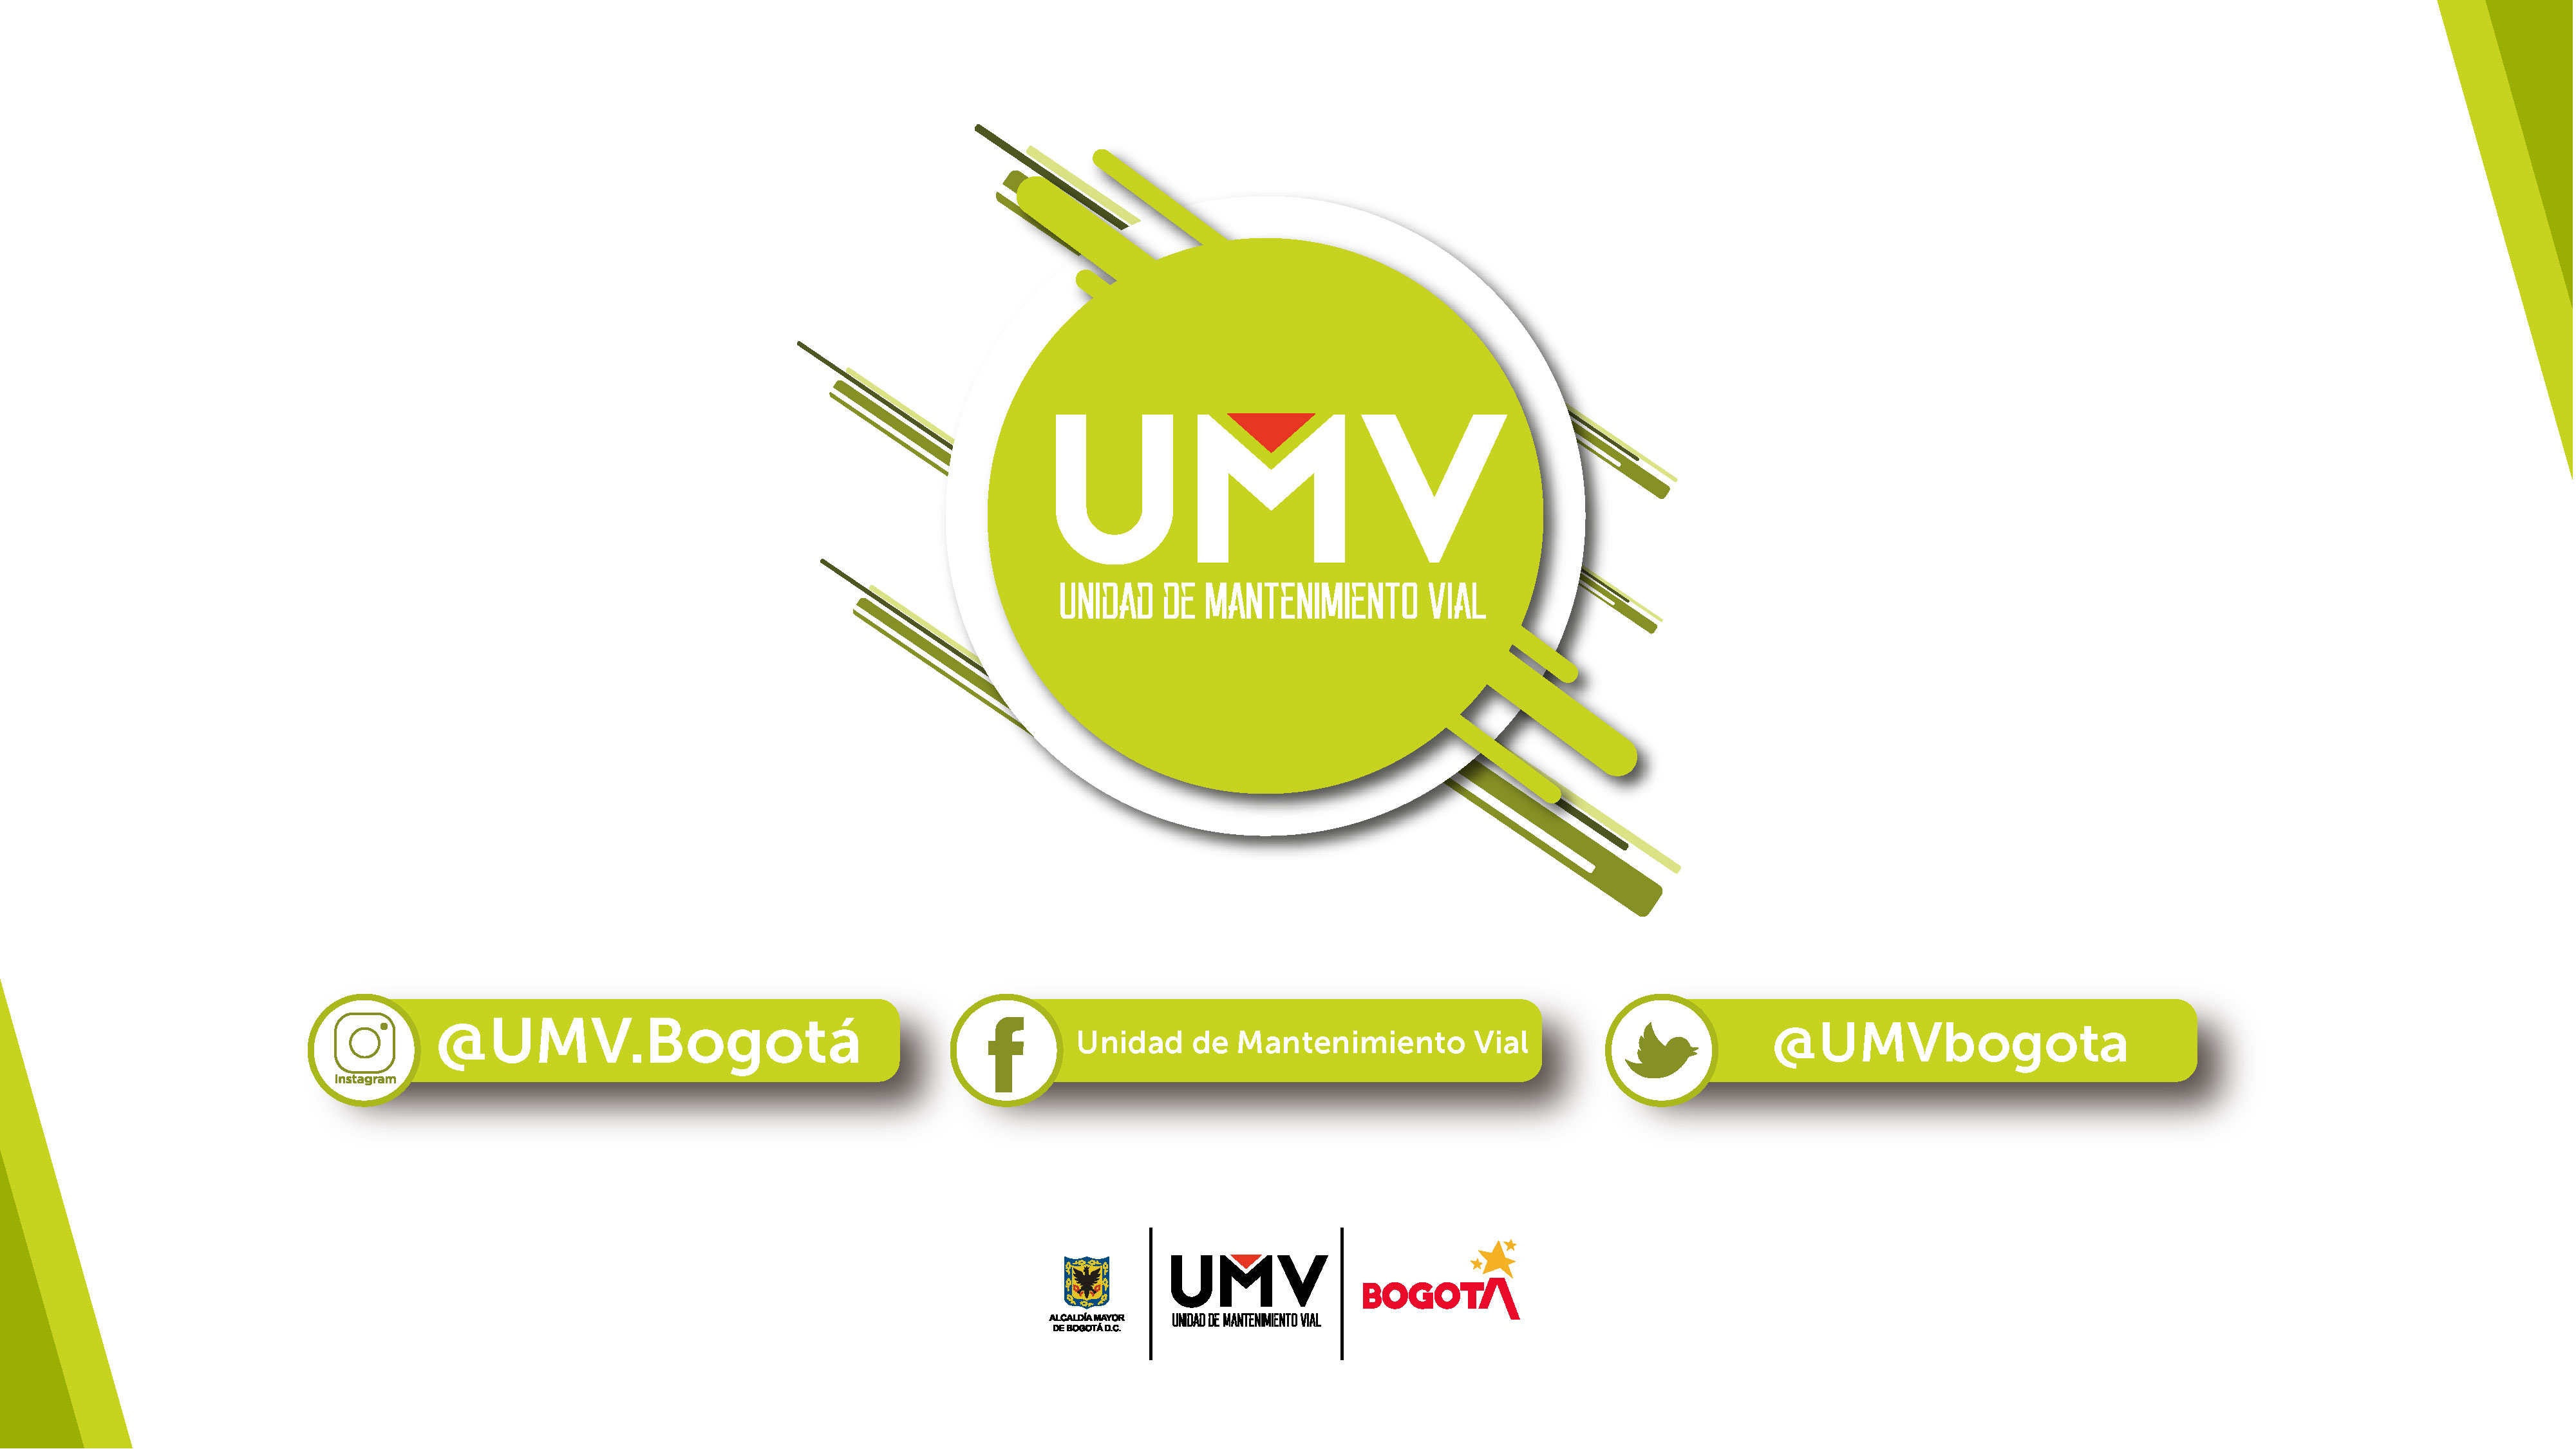 UMV
UNIDAD DE MANTENIMIENTO VIAL
Instagram
@UMV.Bogotá
Unidad de Mantenimiento Vial
@UMVbogota
ALCALDÍA MAYOR
DE BOGOTÁ D.C.
UMV
UNIDAD DE MANTENIMIENTO VIAL
BOGOTÁ